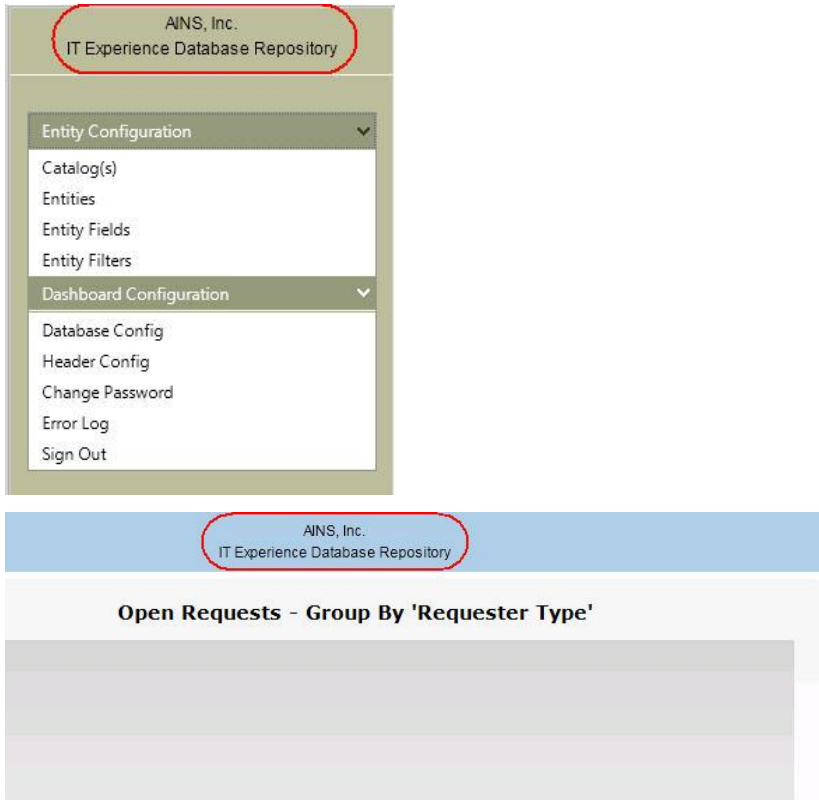 AINS, Inc.
IT Experience Database Repository
Entity Configuration
Catalog(s)
Entities
Entity Fields
Entity Filters
Dashboard Configuration
Database Config
Header Config
Change Password
Error Log
Sign Out
AINS, Inc.
IT Experience Database Repository
Open Requests - Group By 'Requester Type'